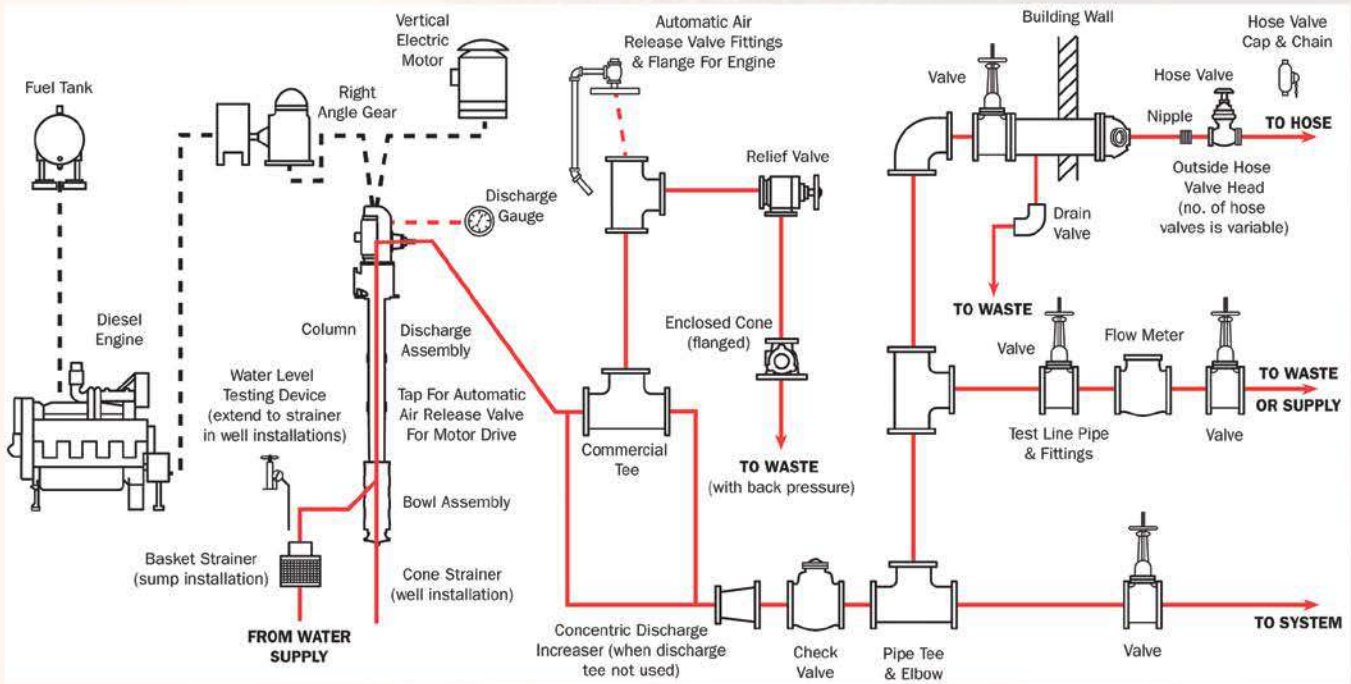 Fuel Tank
Diesel
Engine
Right
Angle Gear
Vertical
Electric
Motor
Discharge
Gauge
Column
Discharge
Assembly
Water Level
Testing Device
(extend to strainer
in well installations)
Tap For Automatic
Air Release Valve
For Motor Drive
Bowl Assembly
Basket Strainer
(sump installation)
Cone Strainer
(well installation)
FROM WATER
SUPPLY
Automatic Air
Release Valve Fittings
& Flange For Engine
Relief Valve
Enclosed Cone
(flanged)
TO WASTE
(with back pressure)
Commercial
Tee
Concentric Discharge
Increaser (when discharge
tee not used)
Check
Valve
Pipe Tee
& Elbow
Valve
TO SYSTEM
Building Wall
Valve
Hose Valve
Cap & Chain
Hose Valve
Nipple
TO HOSE
Outside Hose
Valve Head
(no. of hose
valves is variable)
Drain
Valve
TO WASTE
Valve
Flow Meter
TO WASTE
OR SUPPLY
Test Line Pipe
& Fittings
Valve